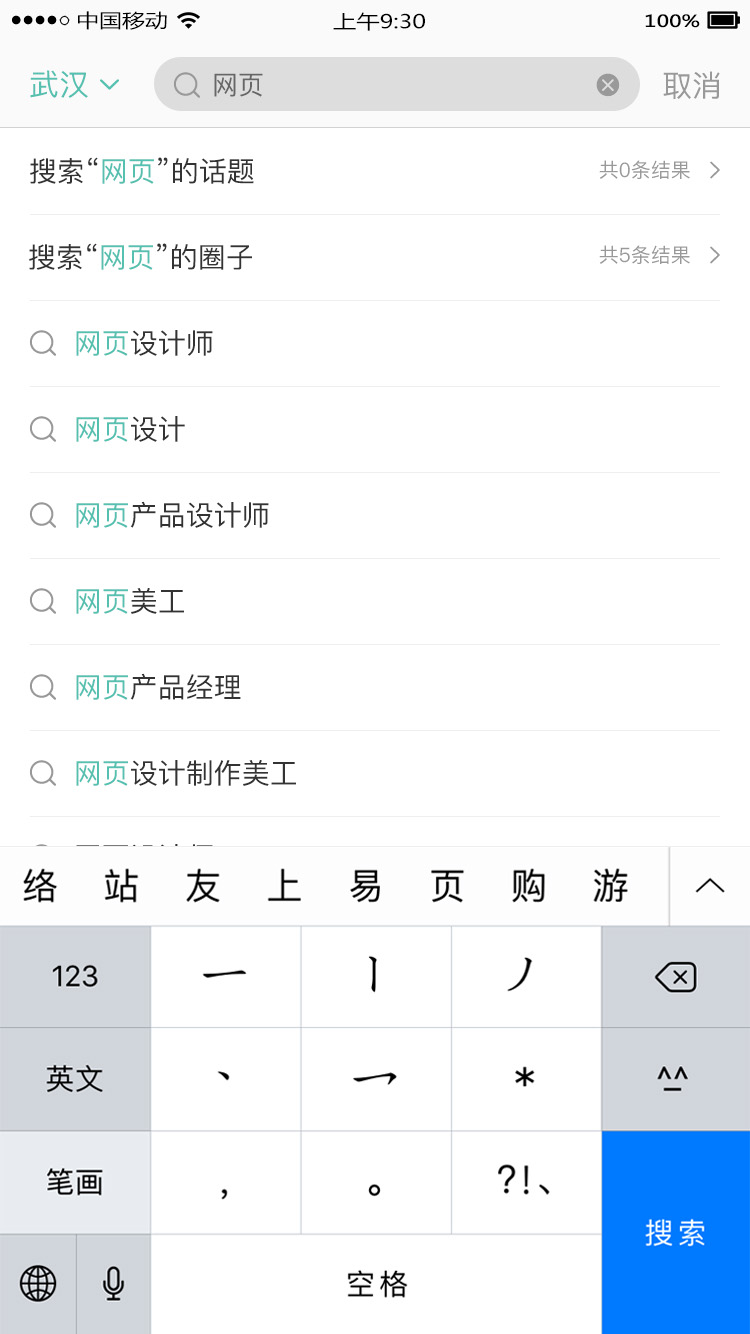 中国移动 上午9:30 100%
武汉 网页 取消
搜索“网页”的话题 共0条结果
搜索“网页”的圈子 共5条结果
网页设计师
网页设计
网页产品设计师
网页美工
网页产品经理
网页设计制作美工
络 站 友 上 易 页 购 游
123 一 丨 丿
英文 丶 乛 * ^^
笔画 , 。 ?!、
空格 搜索